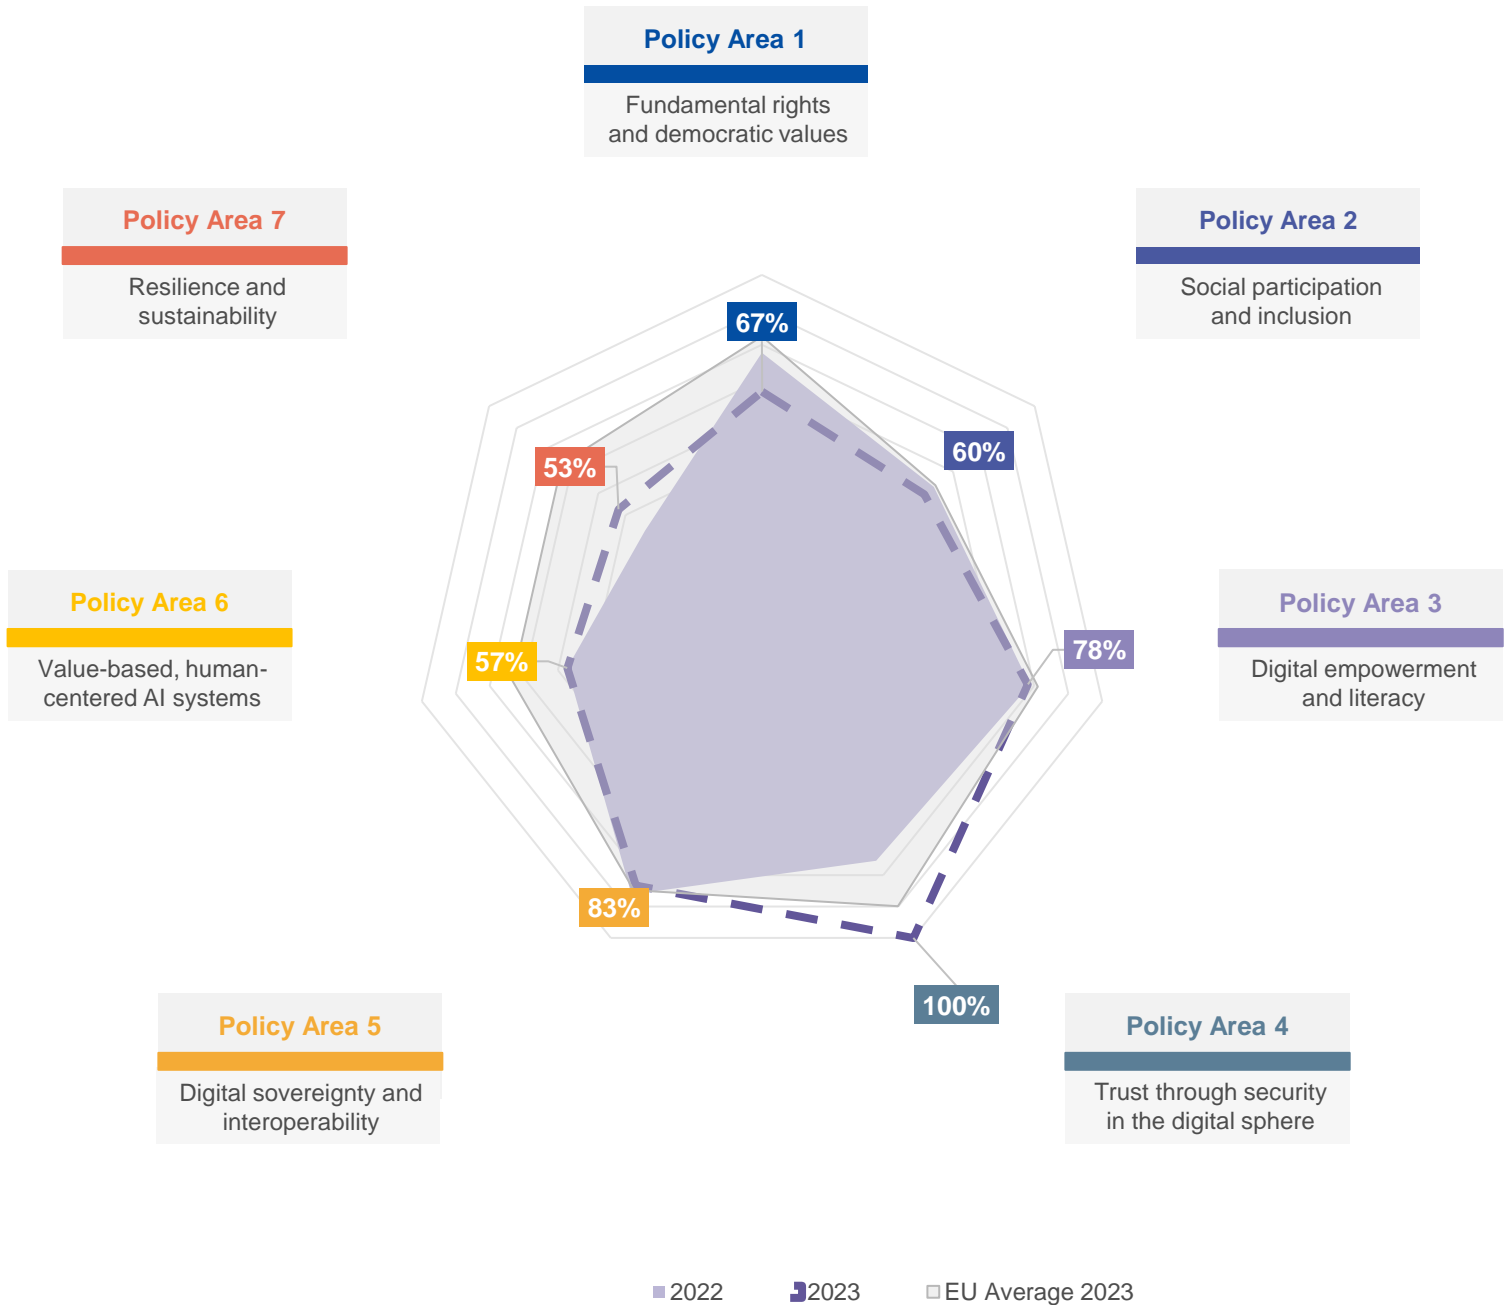 Policy Area 1
Fundamental rights
and democratic values
Policy Area 7
Resilience and
sustainability
Policy Area 2
Social participation
and inclusion
67%
60%
53%
Policy Area 6
Value-based, human-
centered AI systems
57%
78%
Policy Area 3
Digital empowerment
and literacy
83%
100%
Policy Area 5
Digital sovereignty and
interoperability
Policy Area 4
Trust through security
in the digital sphere
2022
2023
EU Average 2023